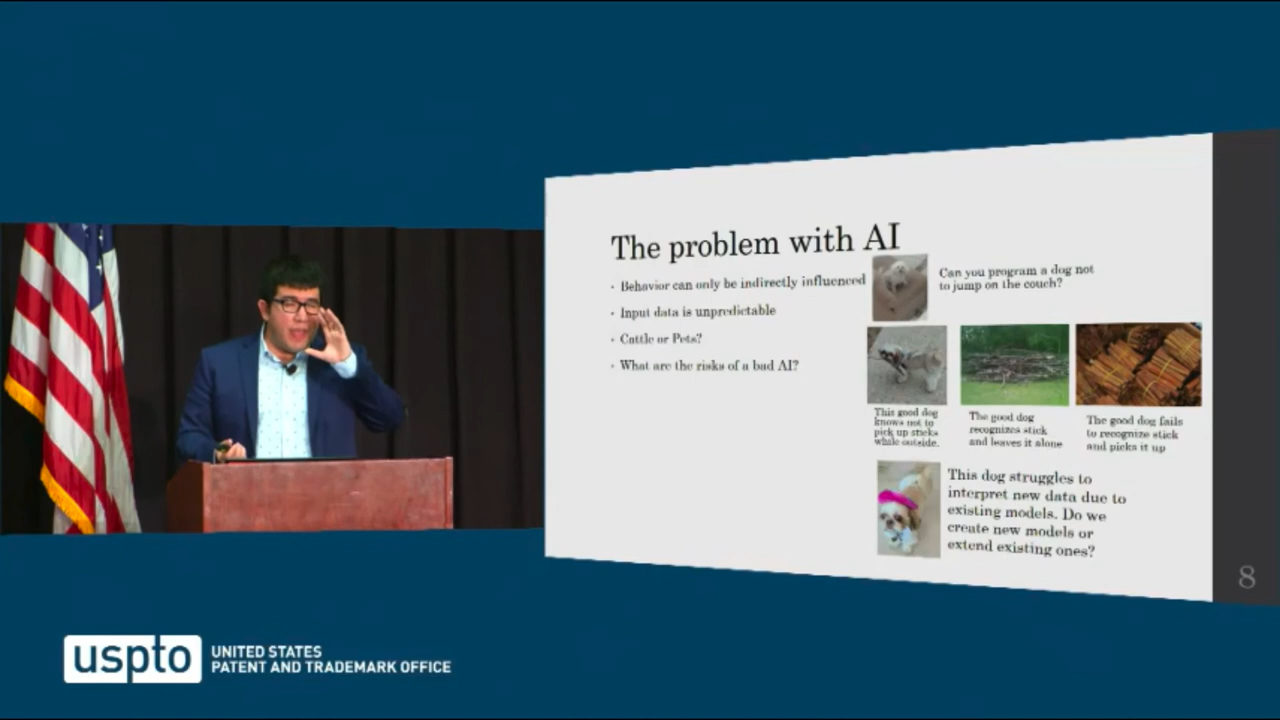 The problem with AI
· Behavior can only be indirectly influenced
· Input data is unpredictable
· Cattle or Pets?
· What are the risks of a bad AI?
Can you program a dog not
to jump on the couch?
This good dog
knows not to
pick up sticks
while outside.
The good dog
recognizes stick
and leaves it alone
The good dog fails
to recognize stick
and picks it up
This dog struggles to
interpret new data due to
existing models. Do we
create new models or
extend existing ones?
8
uspto
UNITED STATES
PATENT AND TRADEMARK OFFICE